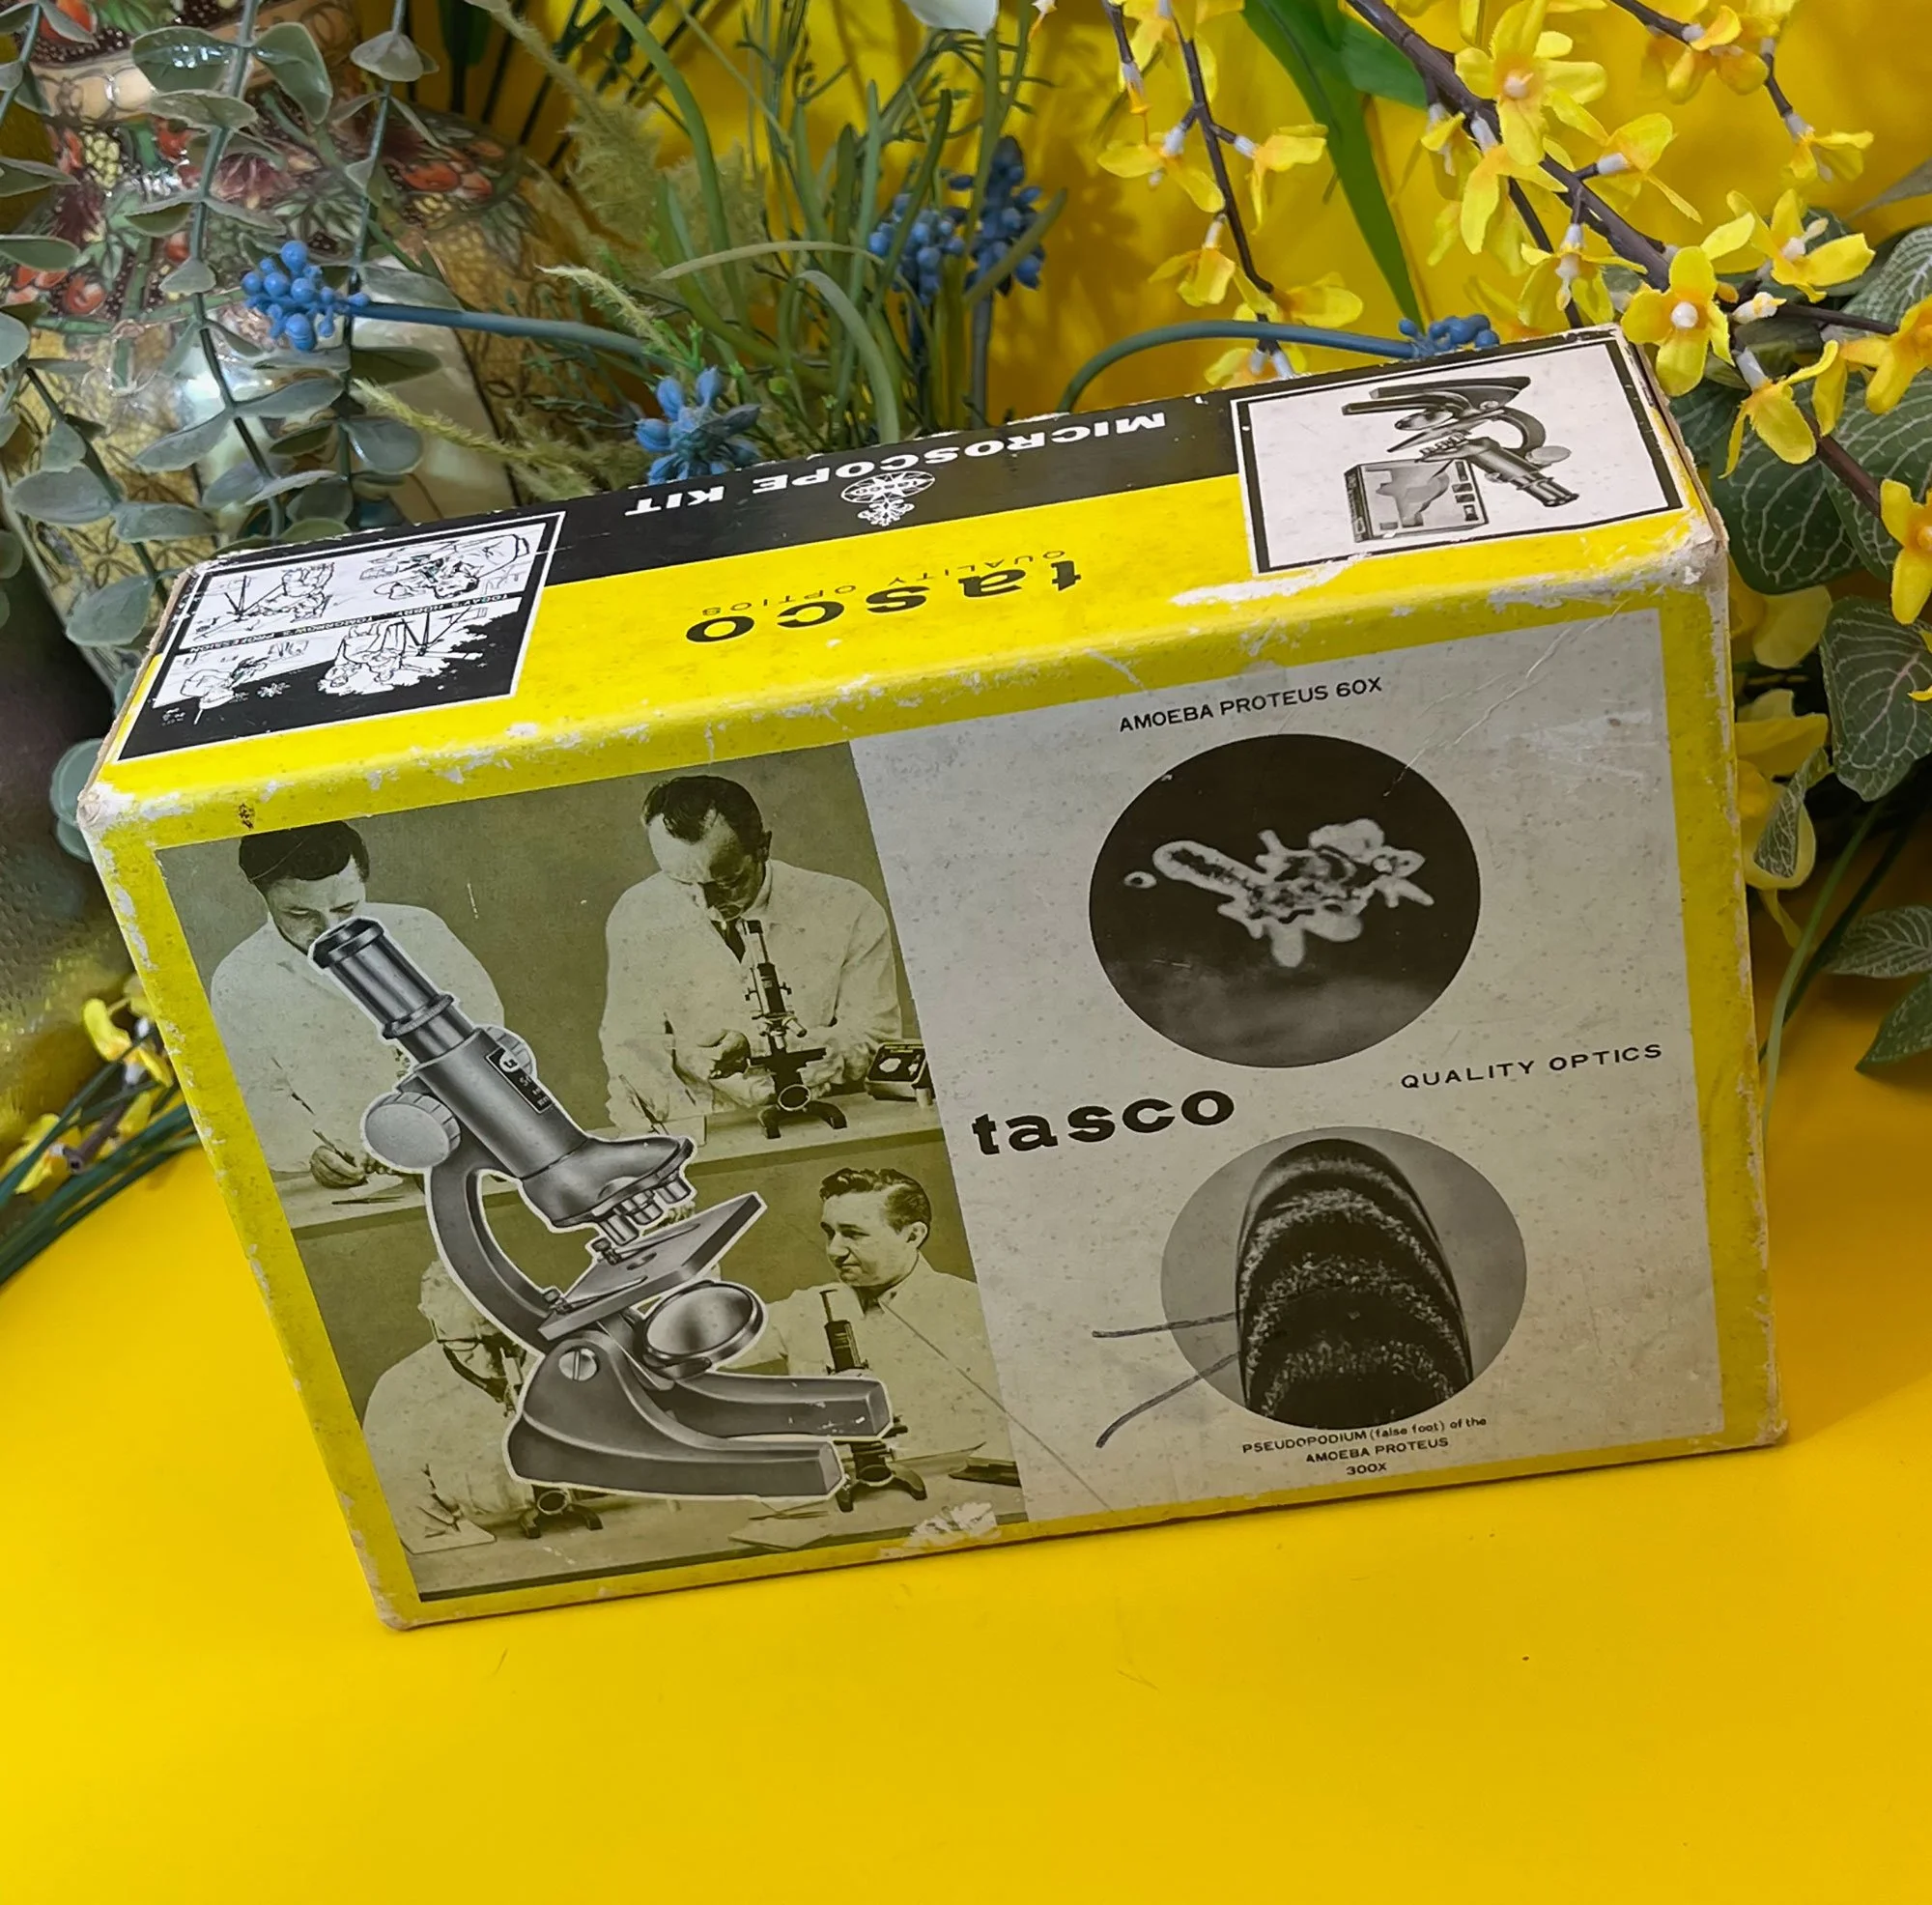 MICROSCOPE KIT
tasco
QUALITY OPTICS
TODAY'S HOBBY...
TOMORROW'S PROFESSION
AMOEBA PROTEUS 60X
QUALITY OPTICS
tasco
PSEUDOPODIUM (false foot) of the
AMOEBA PROTEUS
300X